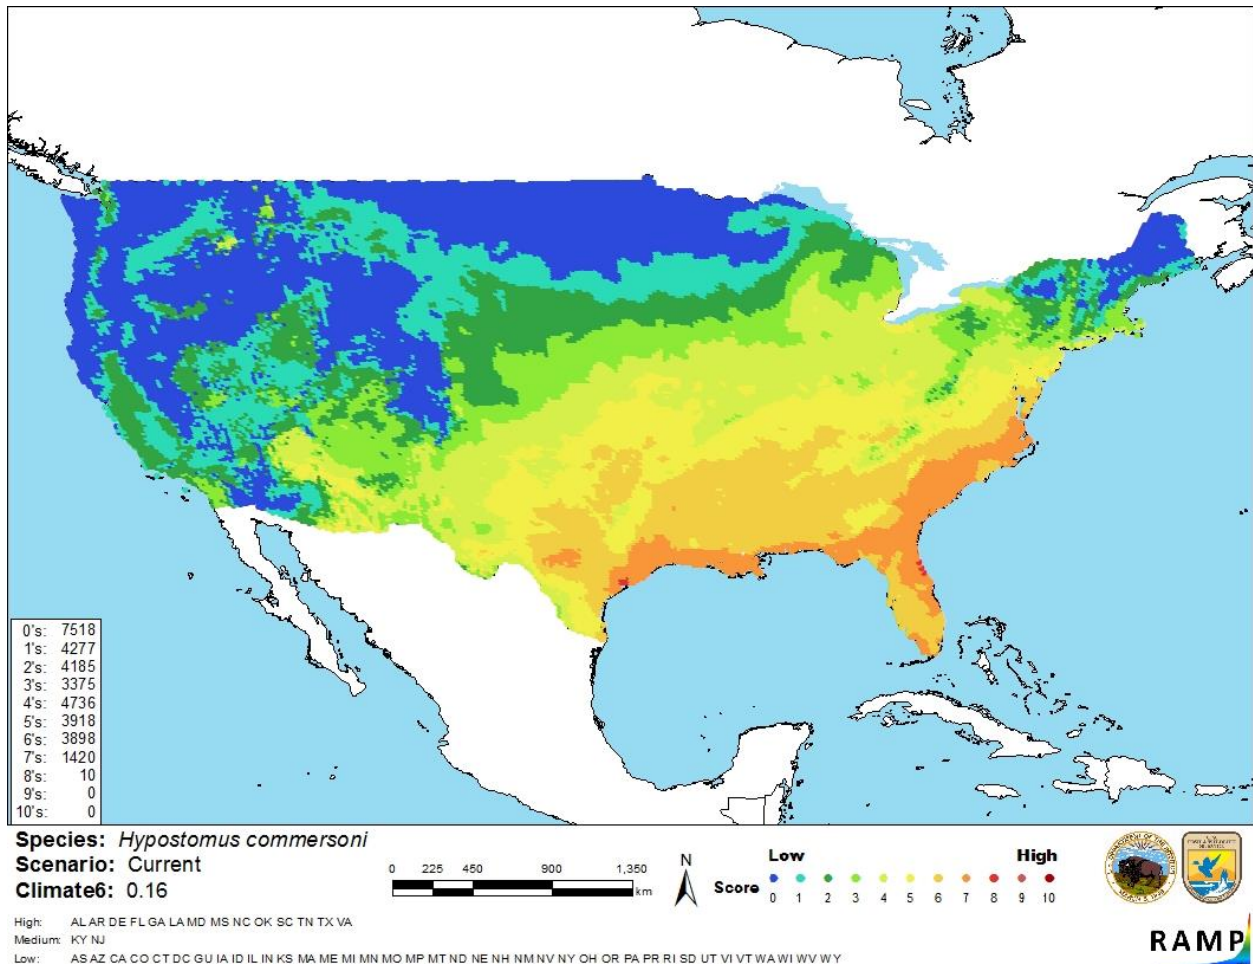 0's: 7518
1's: 4277
2's: 4185
3's: 3375
4's: 4736
5's: 3918
6's: 3898
7's: 1420
8's: 10
9's: 0
10's: 0
Species: Hypostomus commersoni
Scenario: Current
Climate6: 0.16
0 225 450 900 1,350
km
N
Low High
Score 0 1 2 3 4 5 6 7 8 9 10
High: AL AR DE FL GA LA MD MS NC OK SC TN TX VA
Medium: KY NJ
Low: AS AZ CA CO CT DC GU IA ID IL IN KS MA ME MI MN MO MP MT ND NE NH NM NV NY OH OR PA PR RI SD UT VI VT WA WI WV WY
RAMP